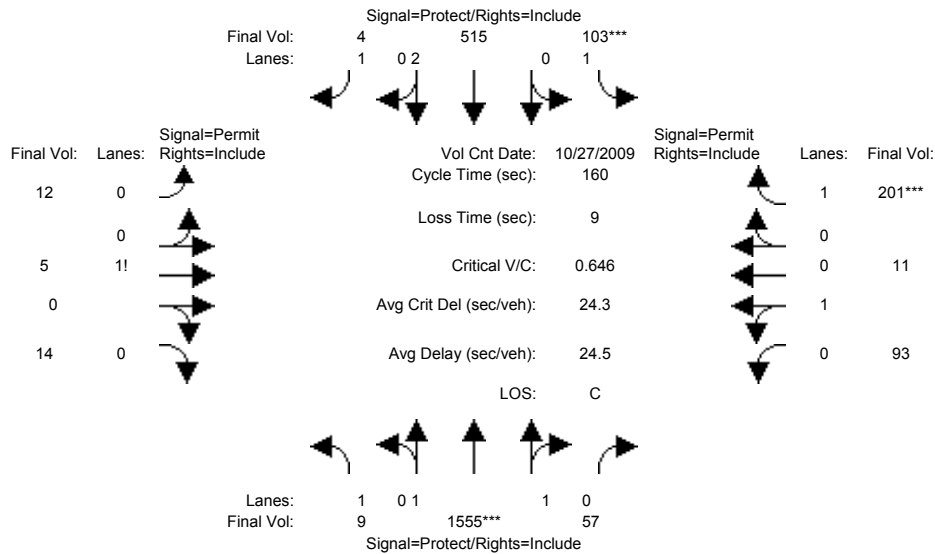 Signal=Protect/Rights=Include
Final Vol: 4 515 103***
Lanes: 1 0 2 0 1
Signal=Permit Signal=Permit
Final Vol: Lanes: Rights=Include Vol Cnt Date: 10/27/2009 Rights=Include Lanes: Final Vol:
Cycle Time (sec): 160
12 0 1 201***
Loss Time (sec): 9
0 0
5 1! Critical V/C: 0.646 0 11
0 Avg Crit Del (sec/veh): 24.3 1
14 0 Avg Delay (sec/veh): 24.5 0 93
LOS: C
Lanes: 1 0 1 1 0
Final Vol: 9 1555*** 57
Signal=Protect/Rights=Include